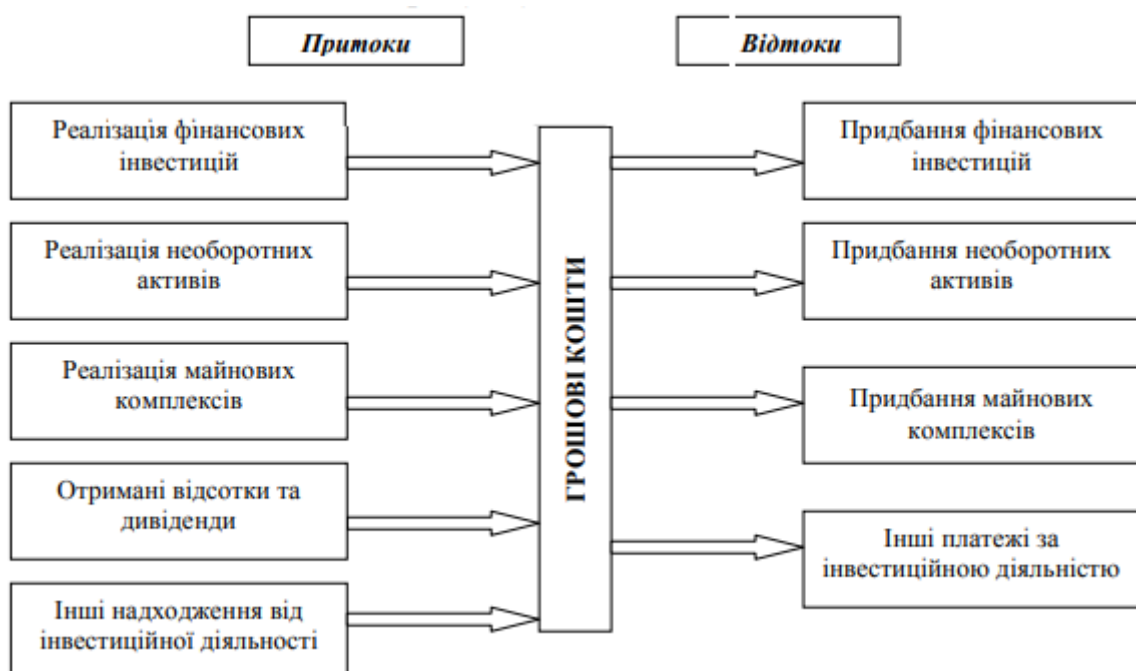 Притоки
Відтоки
Реалізація фінансових
інвестицій
Реалізація необоротних
активів
Реалізація майнових
комплексів
Отримані відсотки та
дивіденди
Інші надходження від
інвестиційної діяльності
ГРОШОВІ КОШТИ
Придбання фінансових
інвестицій
Придбання необоротних
активів
Придбання майнових
комплексів
Інші платежі за
інвестиційною діяльністю